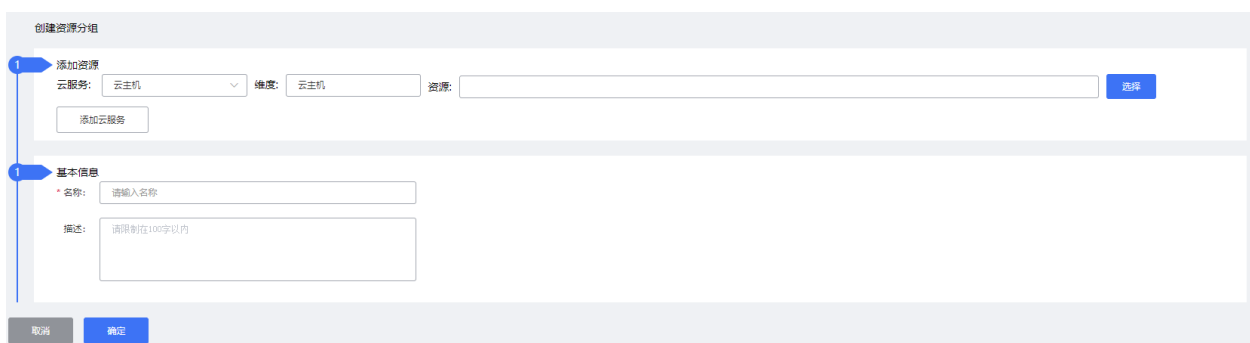 创建资源分组
1 添加资源
云服务: 云主机 维度: 云主机 资源: 选择
添加云服务
1 基本信息
* 名称: 请输入名称
描述: 请限制在100字以内
取消 确定